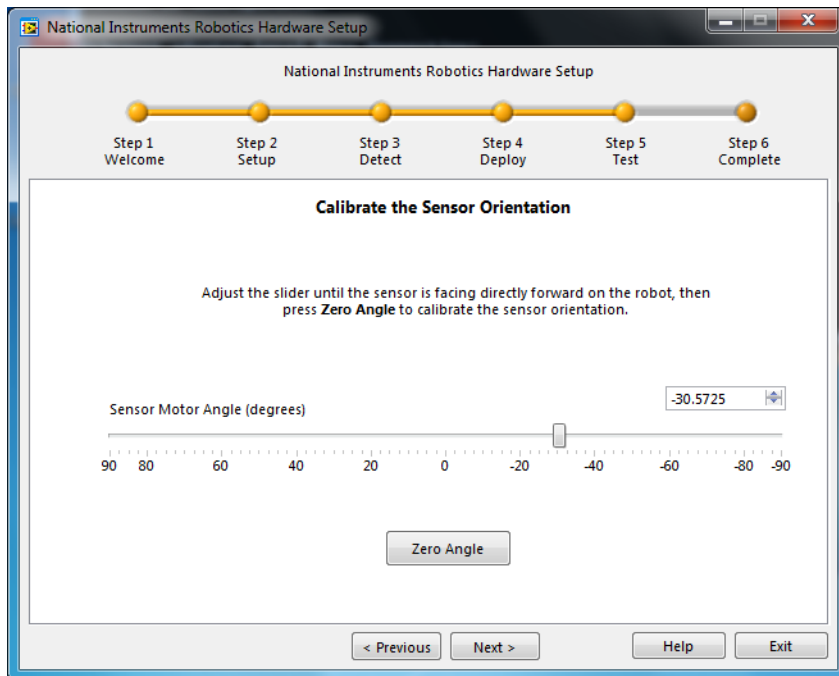 National Instruments Robotics Hardware Setup
National Instruments Robotics Hardware Setup
Step 1 Step 2 Step 3 Step 4 Step 5 Step 6
Welcome Setup Detect Deploy Test Complete
Calibrate the Sensor Orientation
Adjust the slider until the sensor is facing directly forward on the robot, then
press Zero Angle to calibrate the sensor orientation.
-30.5725
Sensor Motor Angle (degrees)
90 80 60 40 20 0 -20 -40 -60 -80 -90
Zero Angle
< Previous Next > Help Exit